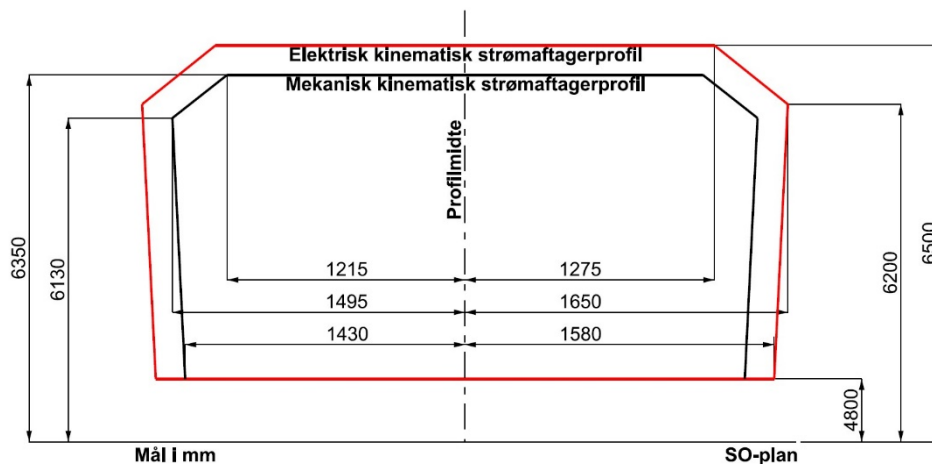 Elektrisk kinematisk strømaftagerprofil
Mekanisk kinematisk strømaftagerprofil
Profilmidte
6350
6130
1215
1275
1495
1650
1430
1580
6200
6500
4800
Mål i mm
SO-plan